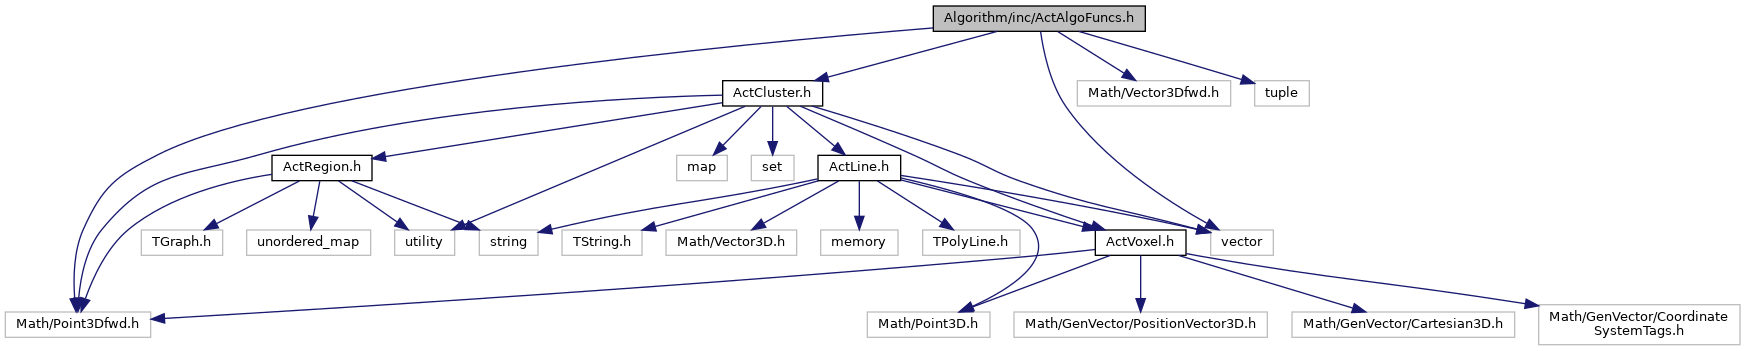 Algorithm/inc/ActAlgoFuncs.h
ActCluster.h
Math/Vector3Dfwd.h
tuple
ActRegion.h
map
set
ActLine.h
TGraph.h
unordered_map
utility
string
TString.h
Math/Vector3D.h
memory
TPolyLine.h
ActVoxel.h
vector
Math/Point3Dfwd.h
Math/Point3D.h
Math/GenVector/PositionVector3D.h
Math/GenVector/Cartesian3D.h
Math/GenVector/Coordinate
SystemTags.h